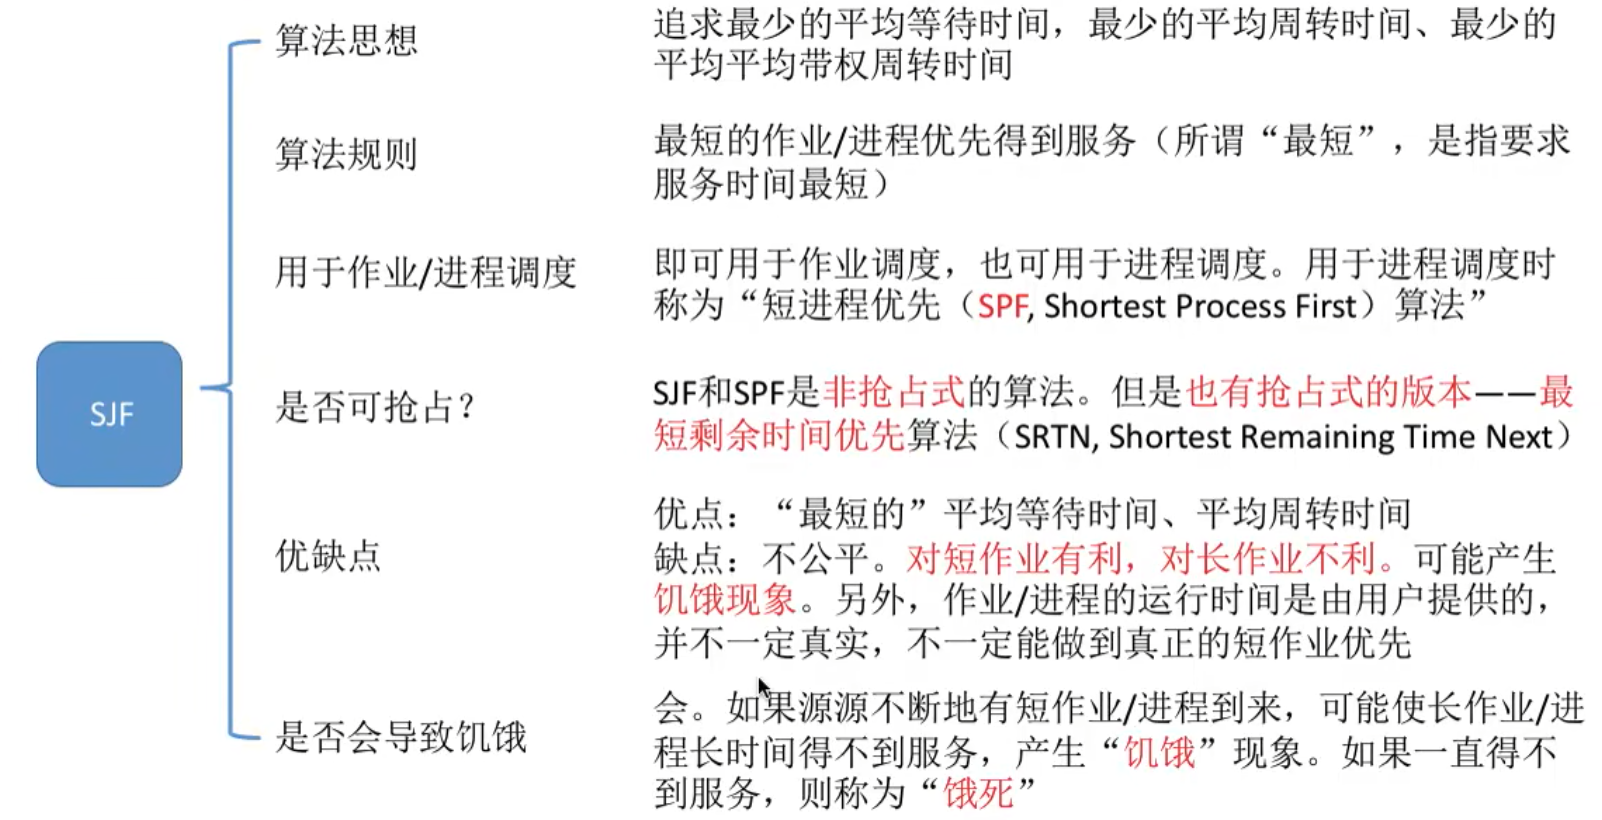 SJF
算法思想
追求最少的平均等待时间，最少的平均周转时间、最少的
平均平均带权周转时间
算法规则
最短的作业/进程优先得到服务（所谓“最短”，是指要求
服务时间最短）
用于作业/进程调度
即可用于作业调度，也可用于进程调度。用于进程调度时
称为“短进程优先（SPF, Shortest Process First）算法”
是否可抢占？
SJF和SPF是非抢占式的算法。但是也有抢占式的版本——最
短剩余时间优先算法（SRTN, Shortest Remaining Time Next）
优缺点
优点：“最短的”平均等待时间、平均周转时间
缺点：不公平。对短作业有利，对长作业不利。可能产生
饥饿现象。另外，作业/进程的运行时间是由用户提供的，
并不一定真实，不一定能做到真正的短作业优先
是否会导致饥饿
会。如果源源不断地有短作业/进程到来，可能使长作业/进
程长时间得不到服务，产生“饥饿”现象。如果一直得不
到服务，则称为“饿死”